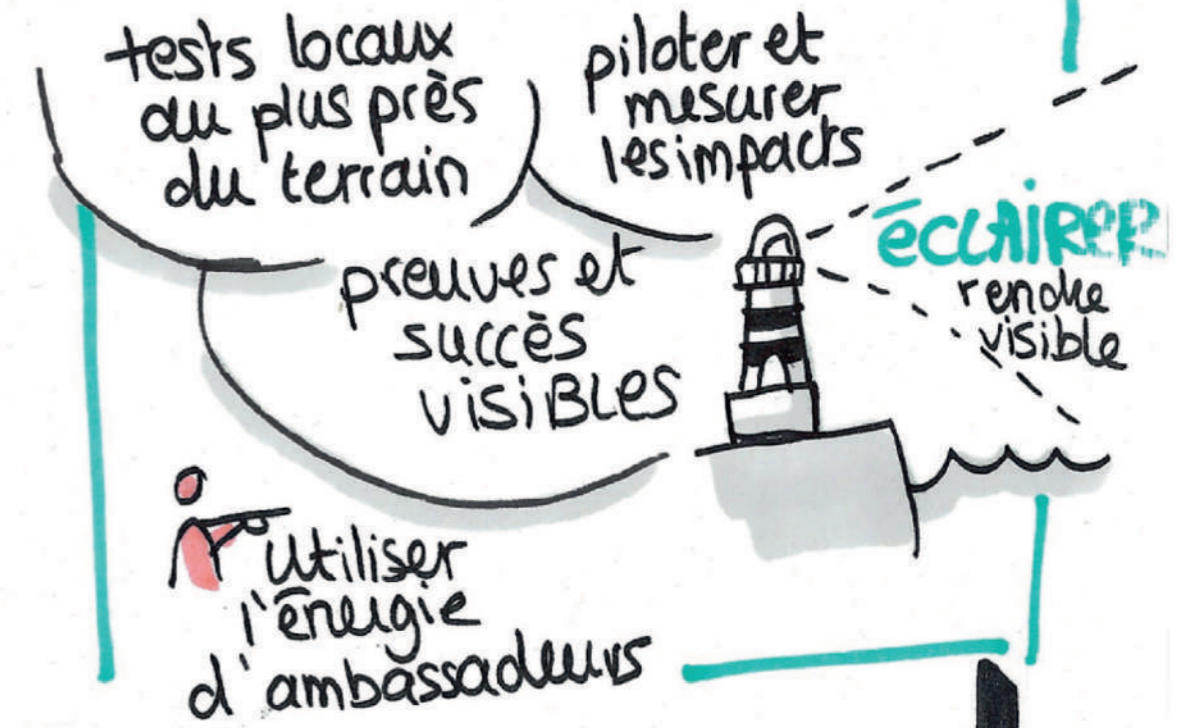 tests locaux
au plus près
du terrain
piloter et
mesurer
les impacts
preuves et
succès
visibles
éclairer
rendre
visible
utiliser
l'énergie
d'ambassadeurs